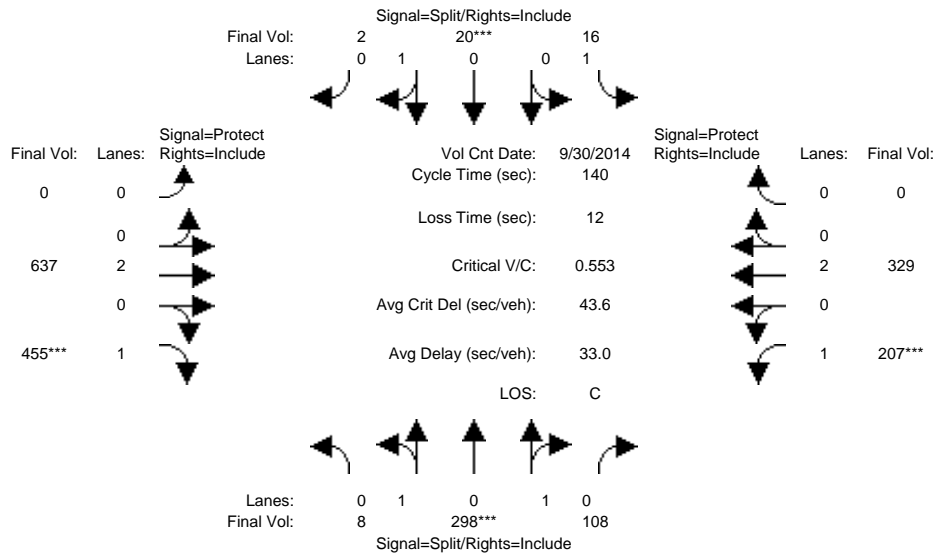 Signal=Split/Rights=Include
Final Vol: 2 20*** 16
Lanes: 0 1 0 0 1
Signal=Protect Signal=Protect
Final Vol: Lanes: Rights=Include Vol Cnt Date: 9/30/2014 Rights=Include Lanes: Final Vol:
Cycle Time (sec): 140
0 0 0 0
Loss Time (sec): 12
0 0
637 2 Critical V/C: 0.553 2 329
0 Avg Crit Del (sec/veh): 43.6 0
455*** 1 Avg Delay (sec/veh): 33.0 1 207***
LOS: C
Lanes: 0 1 0 1 0
Final Vol: 8 298*** 108
Signal=Split/Rights=Include